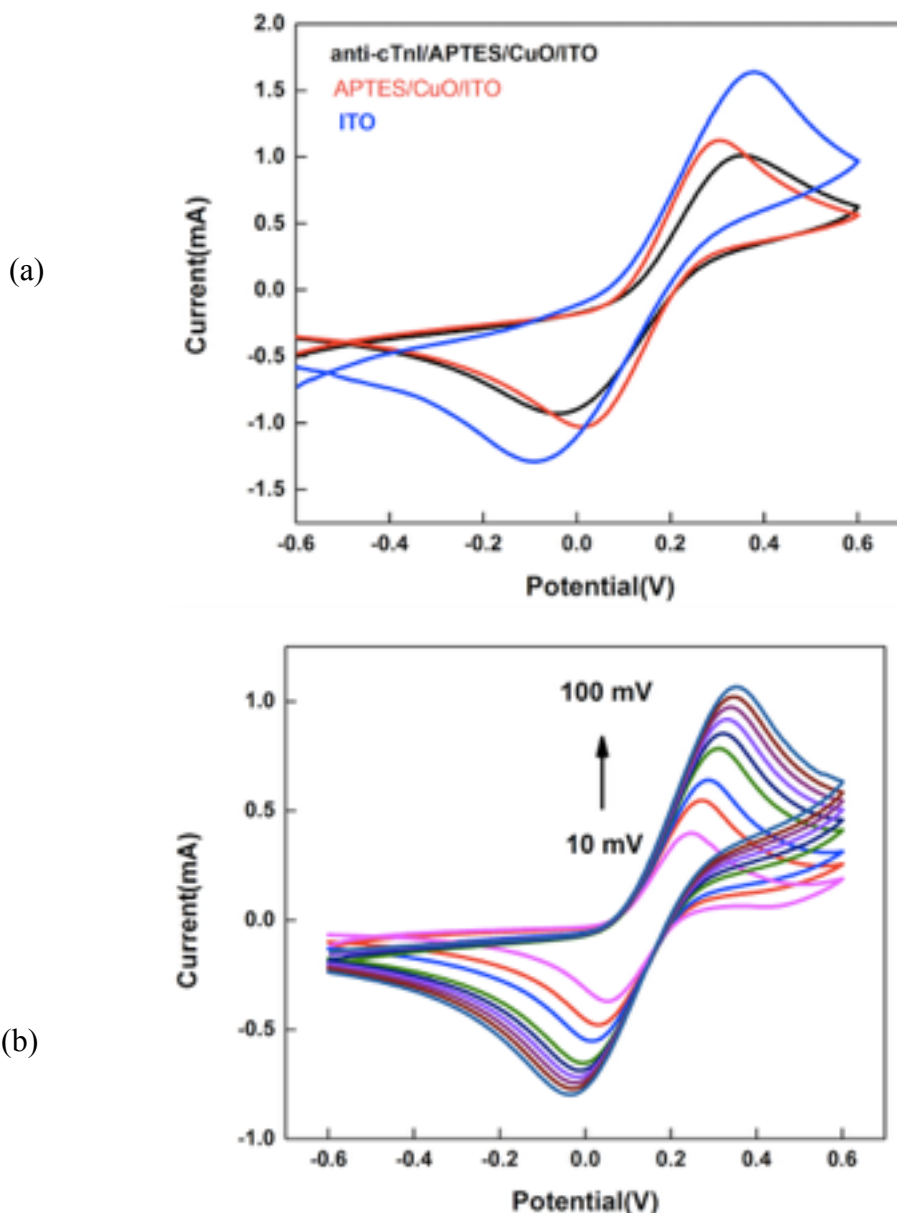 (a)
2.0
1.5
1.0
0.5
0.0
-0.5
-1.0
-1.5
Current(mA)
anti-cTnI/APTES/CuO/ITO
APTES/CuO/ITO
ITO
-0.6 -0.4 -0.2 0.0 0.2 0.4 0.6
Potential(V)
(b)
1.0
0.5
0.0
-0.5
-1.0
Current(mA)
100 mV
10 mV
-0.6 -0.4 -0.2 0.0 0.2 0.4 0.6
Potential(V)